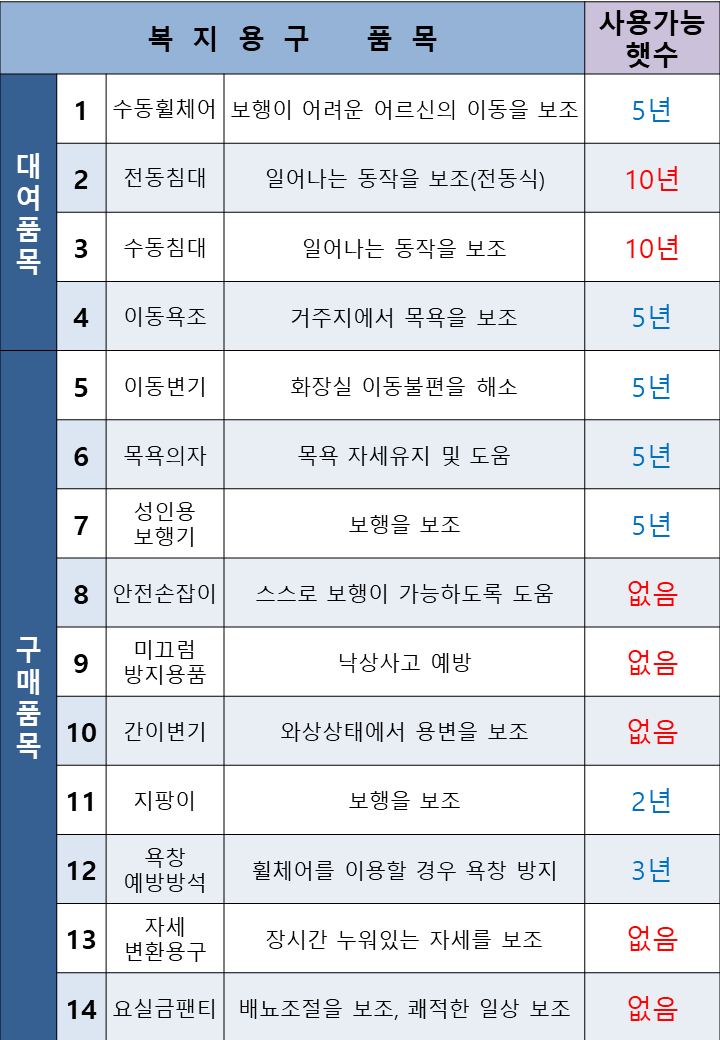 복 지 용 구 품 목
사용가능
햇수
대여품목
1 수동휠체어 보행이 어려운 어르신의 이동을 보조 5년
2 전동침대 일어나는 동작을 보조(전동식) 10년
3 수동침대 일어나는 동작을 보조 10년
4 이동욕조 거주지에서 목욕을 보조 5년
구매품목
5 이동변기 화장실 이동불편을 해소 5년
6 목욕의자 목욕 자세유지 및 도움 5년
7 성인용
보행기 보행을 보조 5년
8 안전손잡이 스스로 보행이 가능하도록 도움 없음
9 미끄럼
방지용품 낙상사고 예방 없음
10 간이변기 와상상태에서 용변을 보조 없음
11 지팡이 보행을 보조 2년
12 욕창
예방방석 휠체어를 이용할 경우 욕창 방지 3년
13 자세
변환용구 장시간 누워있는 자세를 보조 없음
14 요실금팬티 배뇨조절을 보조, 쾌적한 일상 보조 없음